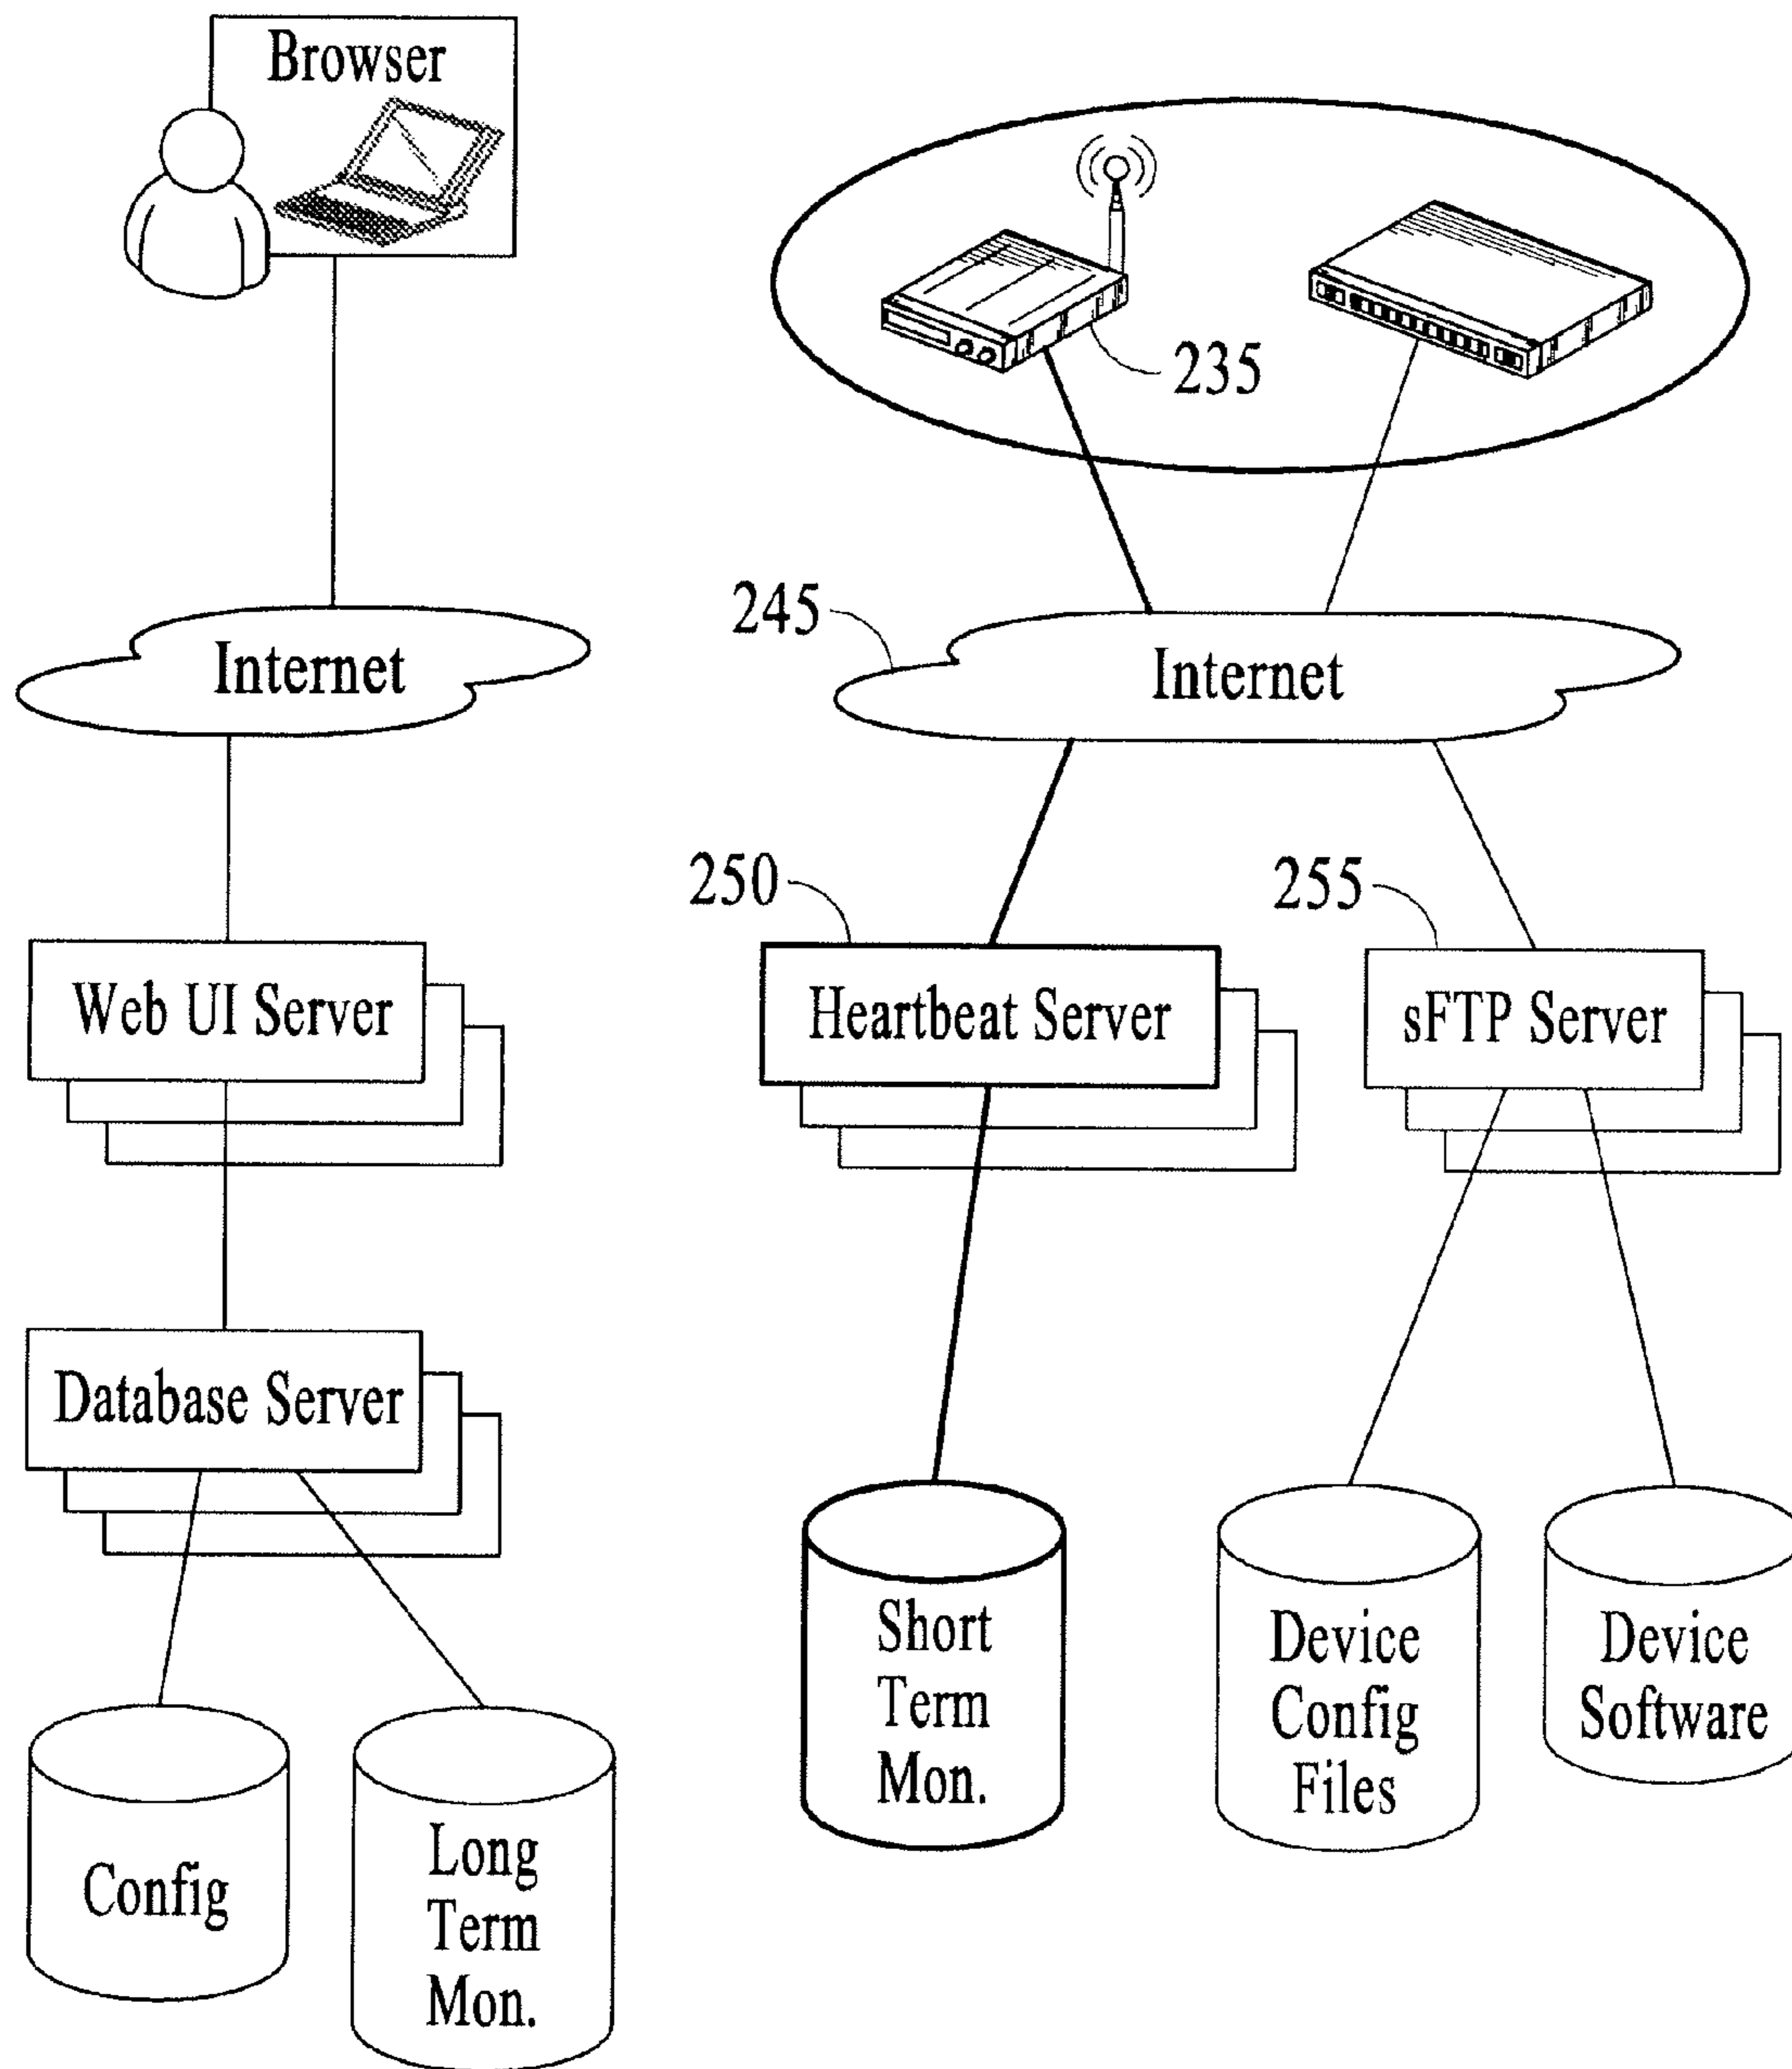 Browser
235
Internet
245
Internet
250
255
Web UI Server
Heartbeat Server
sFTP Server
Database Server
Short
Term
Mon.
Device
Config
Files
Device
Software
Config
Long
Term
Mon.